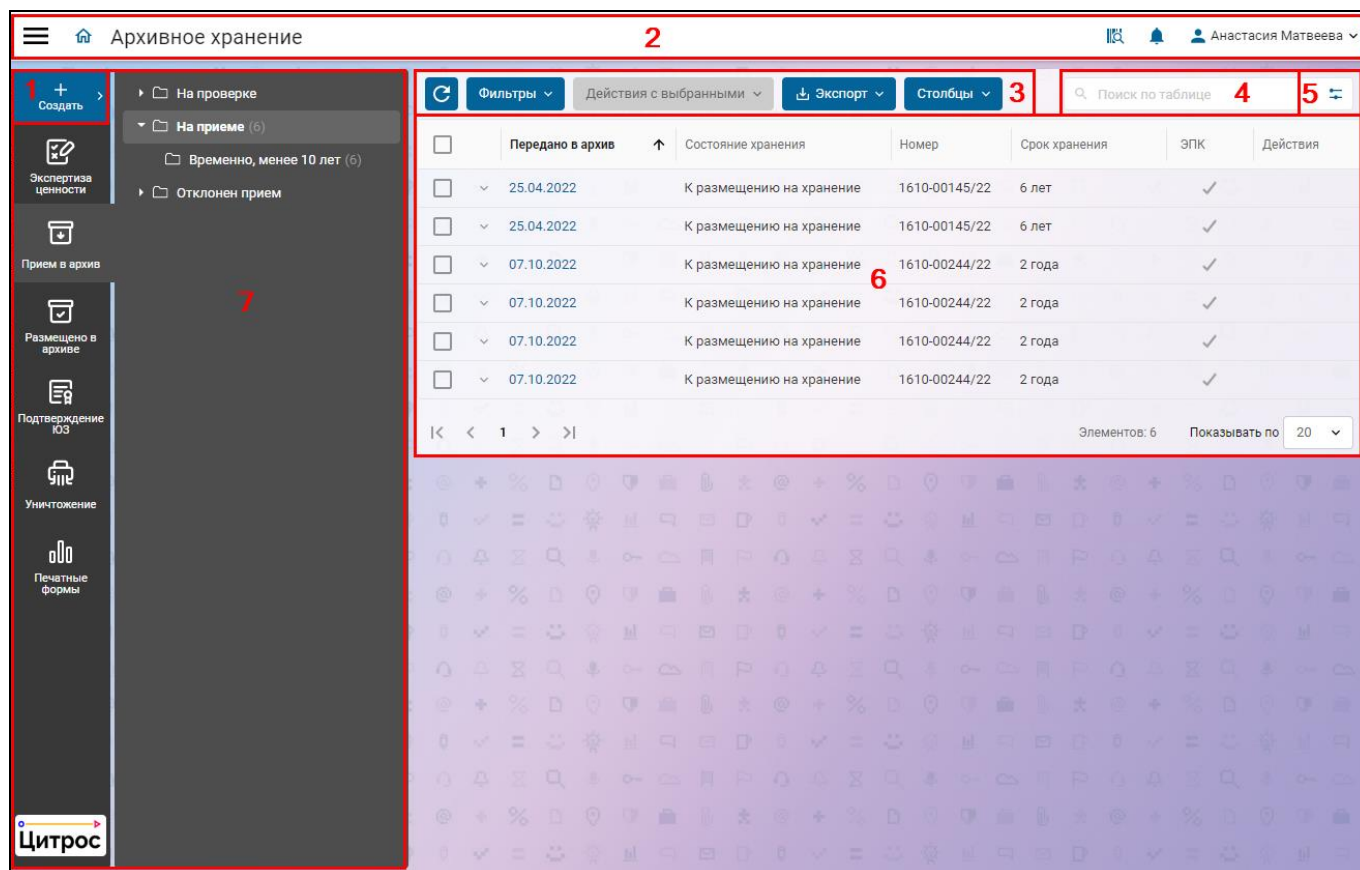 Архивное хранение
2
Анастасия Матвеева
1
+
Создать
Экспертиза
ценности
Прием в архив
Размещено в
архиве
Подтверждение
ЮЗ
Уничтожение
Печатные
формы
Цитрос
На проверке
На приеме (6)
Временно, менее 10 лет (6)
Отклонен прием
7
Фильтры
Действия с выбранными
Экспорт
Столбцы
3
Поиск по таблице
4
5
Передано в архив Состояние хранения Номер Срок хранения ЭПК Действия
25.04.2022 К размещению на хранение 1610-00145/22 6 лет
25.04.2022 К размещению на хранение 1610-00145/22 6 лет
07.10.2022 К размещению на хранение 1610-00244/22 2 года
6
07.10.2022 К размещению на хранение 1610-00244/22 2 года
07.10.2022 К размещению на хранение 1610-00244/22 2 года
07.10.2022 К размещению на хранение 1610-00244/22 2 года
1 Элементов: 6 Показывать по 20